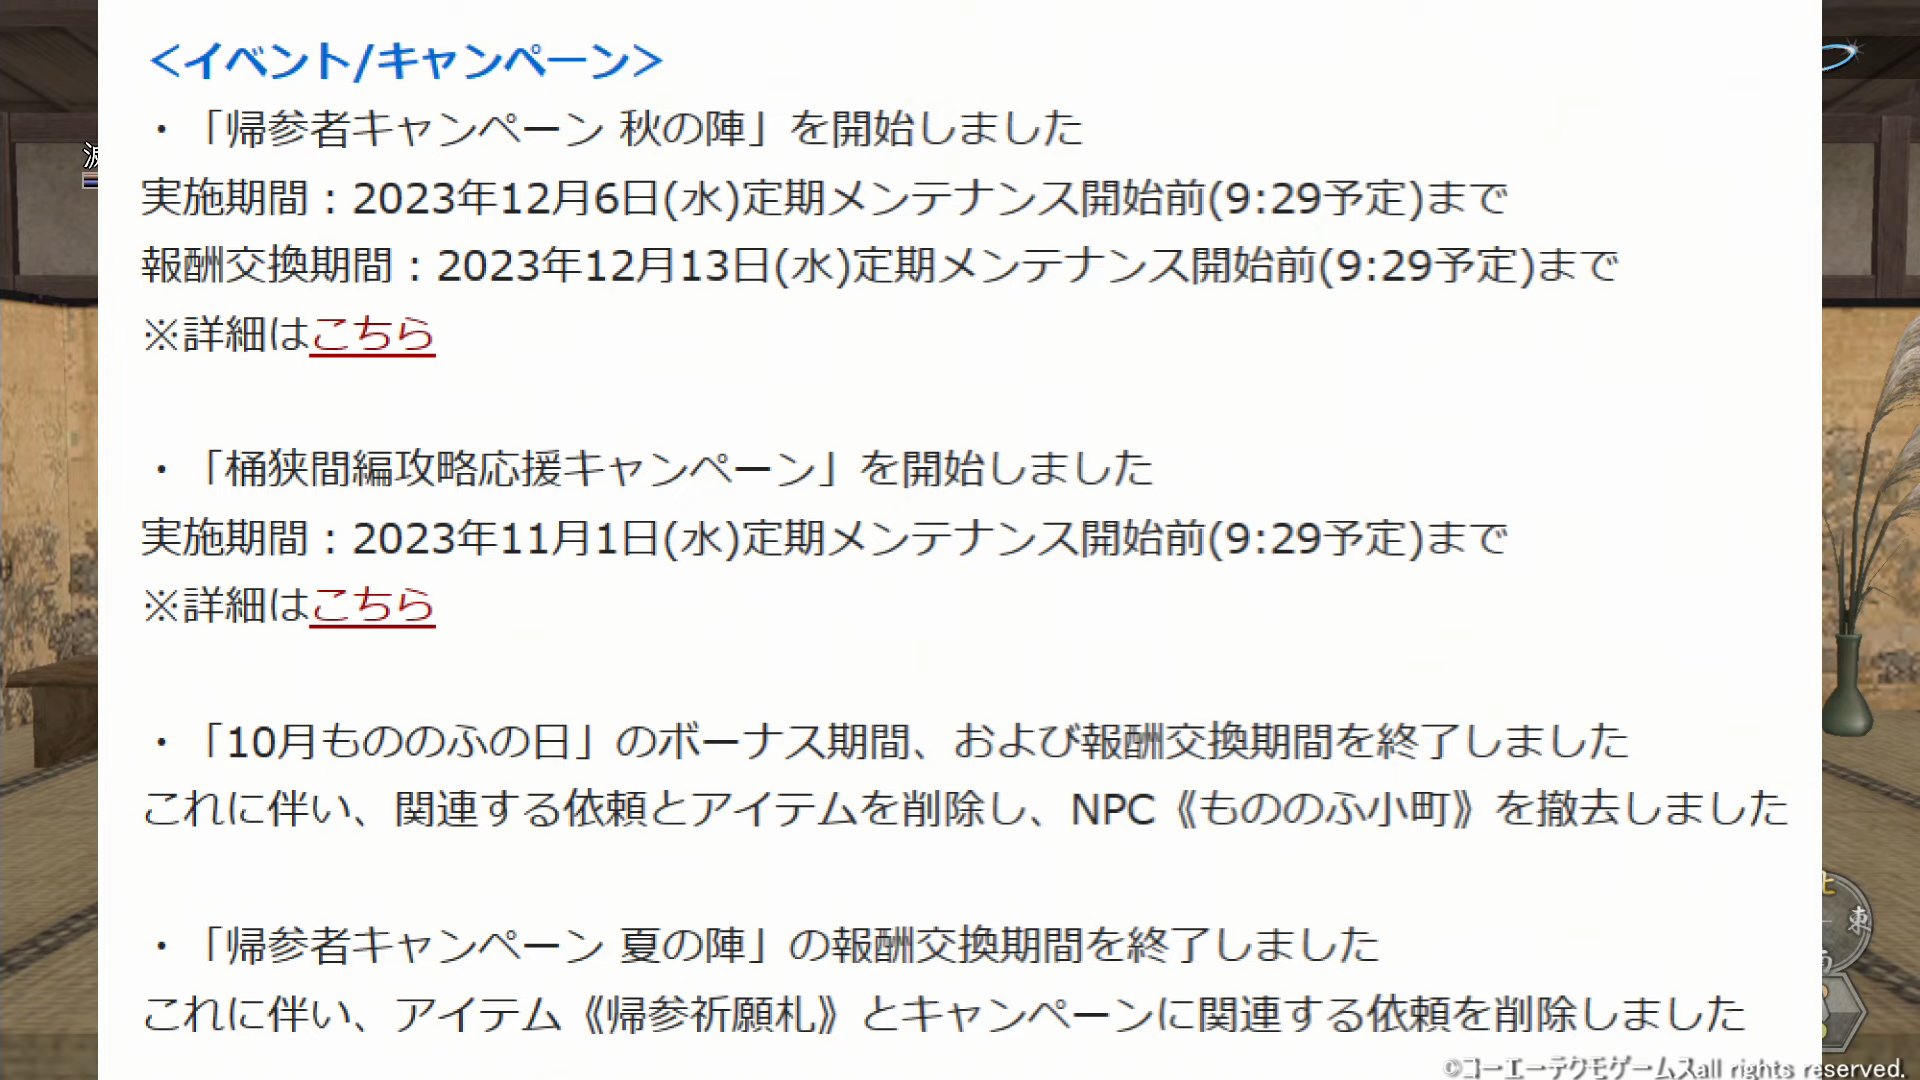 <イベント/キャンペーン>
・「帰参者キャンペーン 秋の陣」を開始しました
実施期間：2023年12月6日(水)定期メンテナンス開始前(9:29予定)まで
報酬交換期間：2023年12月13日(水)定期メンテナンス開始前(9:29予定)まで
※詳細はこちら
・「桶狭間編攻略応援キャンペーン」を開始しました
実施期間：2023年11月1日(水)定期メンテナンス開始前(9:29予定)まで
※詳細はこちら
・「10月もののふの日」のボーナス期間、および報酬交換期間を終了しました
これに伴い、関連する依頼とアイテムを削除し、NPC《もののふ小町》を撤去しました
・「帰参者キャンペーン 夏の陣」の報酬交換期間を終了しました
これに伴い、アイテム《帰参祈願札》とキャンペーンに関連する依頼を削除しました
東
©コーエーテクモゲームスall rights reserved.